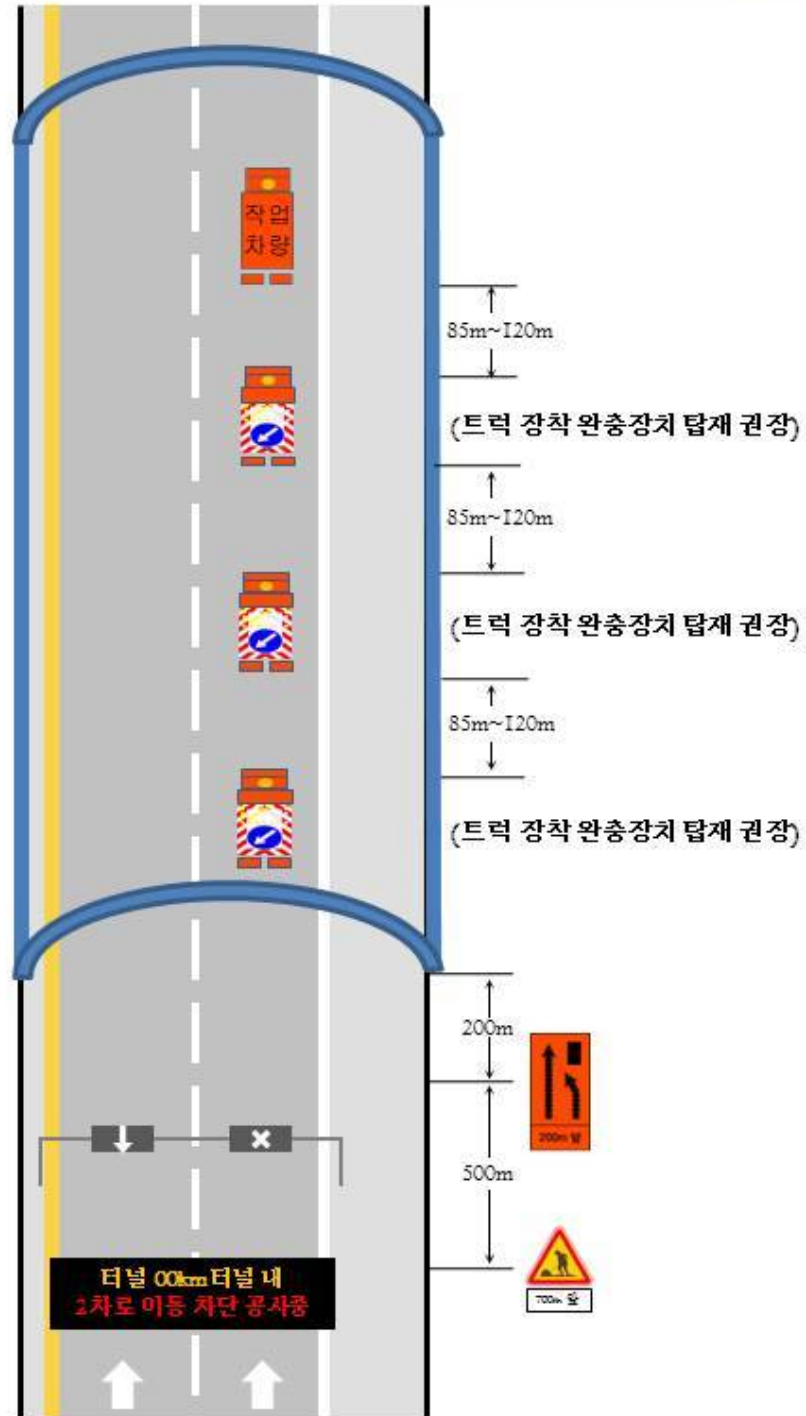 작업
차량
85m~120m
(트럭 장착 완충장치 탑재 권장)
85m~120m
(트럭 장착 완충장치 탑재 권장)
85m~120m
(트럭 장착 완충장치 탑재 권장)
200m
200m 앞
500m
700m 앞
터널 00km 터널 내
2차로 이동 차단 공사중